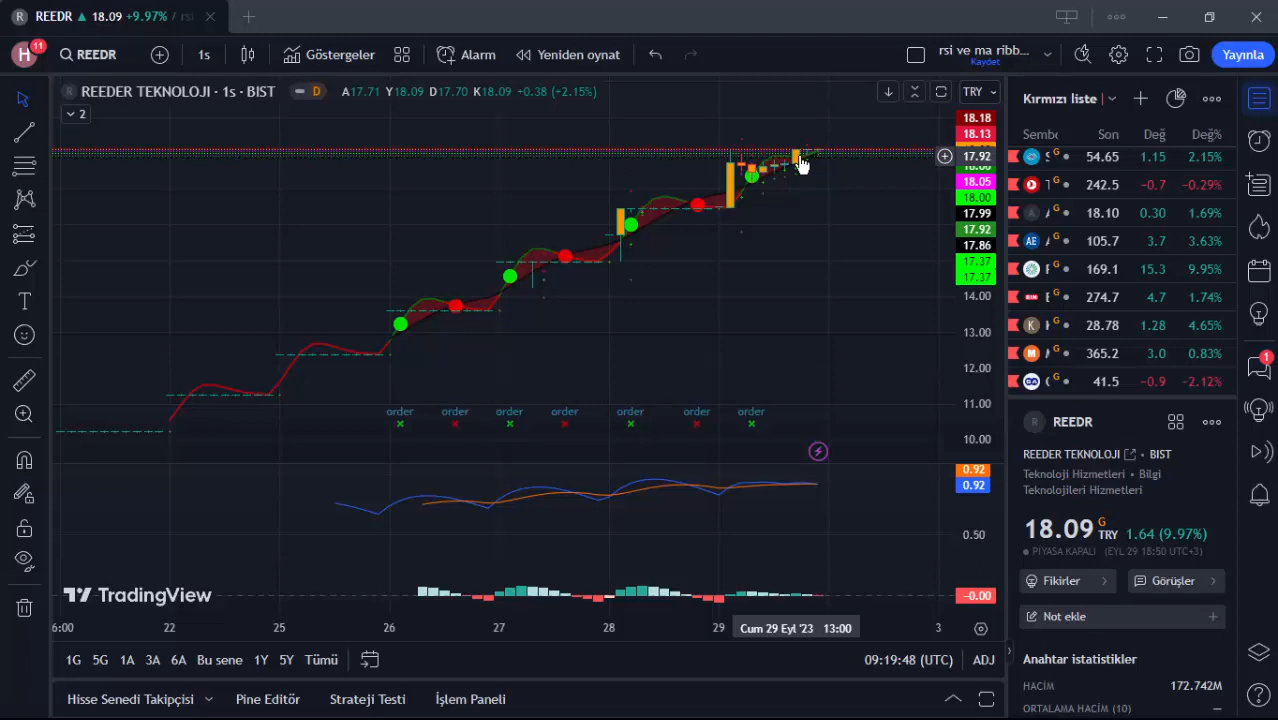 REEDR ▲ 18.09 +9.97% / rsi
H 11 REEDR 1s Göstergeler Alarm Yeniden oynat rsi ve ma ribb... Kaydet Yayınla
R REEDER TEKNOLOJI · 1s · BIST D A17.71 Y18.09 D17.70 K18.09 +0.38 (+2.15%) TRY
2
18.18
18.13
17.92
18.05
18.00
17.99
17.92
17.86
17.37
17.37
14.00
13.00
12.00
11.00
10.00
order order order order order order order
0.92
0.92
0.50
−0.00
TradingView
6:00 22 25 26 27 28 29 Cum 29 Eyl '23 13:00 3
1G 5G 1A 3A 6A Bu sene 1Y 5Y Tümü 09:19:48 (UTC) ADJ
Hisse Senedi Takipçisi Pine Editör Strateji Testi İşlem Paneli
Kırmızı liste
Semb Son Değ Değ%
S G 54.65 1.15 2.15%
G 242.5 −0.7 −0.29%
G 18.10 0.30 1.69%
AE G 105.7 3.7 3.63%
G 169.1 15.3 9.95%
G 274.7 4.7 1.74%
K G 28.78 1.28 4.65%
G 365.2 3.0 0.83%
G 41.5 −0.9 −2.12%
R REEDR
REEDER TEKNOLOJI · BIST
Teknoloji Hizmetleri · Bilgi
Teknolojileri Hizmetleri
18.09 G TRY 1.64 (9.97%)
PİYASA KAPALI (EYL 29 18:50 UTC+3)
Fikirler Görüşler
Not ekle
Anahtar istatistikler
HACİM 172.742M
ORTALAMA HACİM (10) —
1